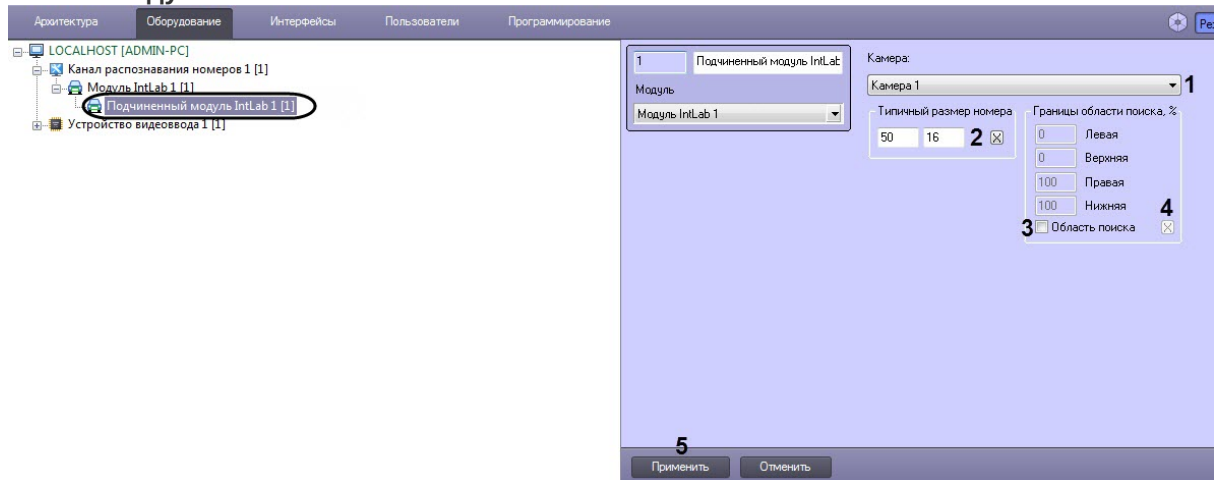 Архитектура Оборудование Интерфейсы Пользователи Программирование
LOCALHOST [ADMIN-PC]
Канал распознавания номеров 1 [1]
Модуль IntLab 1 [1]
Подчиненный модуль IntLab 1 [1]
Устройство видеоввода 1 [1]
1 Подчиненный модуль IntLab
Модуль
Модуль IntLab 1
Камера:
Камера 1 1
Типичный размер номера
50 16 2
Границы области поиска, %
0 Левая
0 Верхняя
100 Правая
100 Нижняя
4
3 Область поиска
5
Применить Отменить